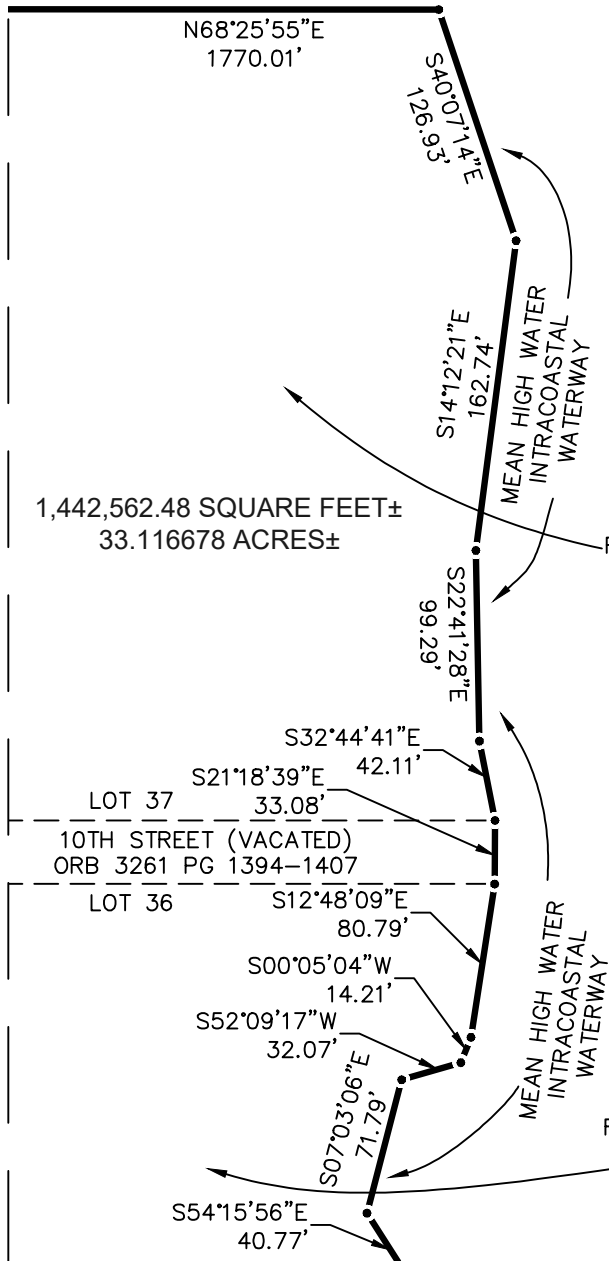 N68°25'55"E
1770.01'
S40°07'14"E
126.93'
S14°12'21"E
162.74'
MEAN HIGH WATER
INTRACOASTAL
WATERWAY
1,442,562.48 SQUARE FEET±
33.116678 ACRES±
S22°41'28"E
99.29'
S32°44'41"E
42.11'
S21°18'39"E
33.08'
LOT 37
10TH STREET (VACATED)
ORB 3261 PG 1394–1407
LOT 36
S12°48'09"E
80.79'
S00°05'04"W
14.21'
S52°09'17"W
32.07'
MEAN HIGH WATER
INTRACOASTAL
WATERWAY
S07°03'06"E
71.79'
S54°15'56"E
40.77'